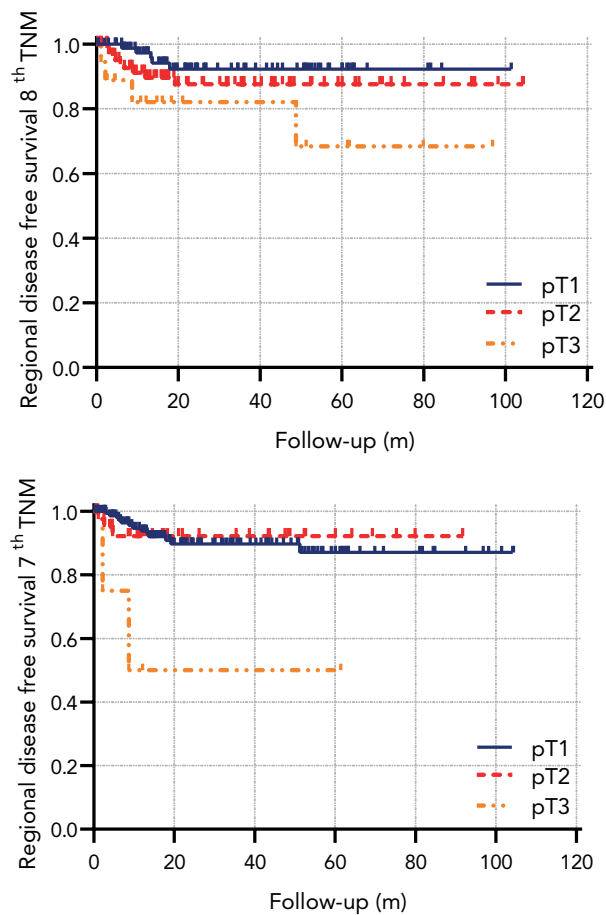 Regional disease free survival 8 th TNM
1.0
0.8
0.6
0.4
0.2
0.0
pT1
pT2
pT3
0 20 40 60 80 100 120
Follow-up (m)
Regional disease free survival 7 th TNM
1.0
0.8
0.6
0.4
0.2
0.0
pT1
pT2
pT3
0 20 40 60 80 100 120
Follow-up (m)